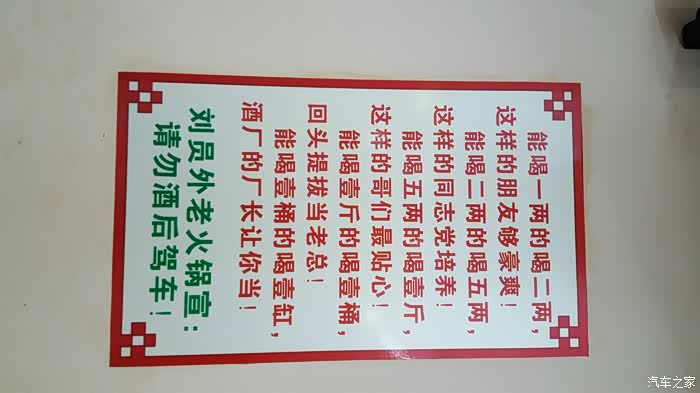 能喝一两的喝二两，
这样的朋友够豪爽！
能喝二两的喝五两，
这样的同志党培养！
能喝五两的喝壹斤，
这样的哥们最贴心！
能喝壹斤的喝壹桶，
回头提拔当老总！
能喝壹桶的喝壹缸，
酒厂的厂长让你当！
刘员外老火锅宣：
请勿酒后驾车！
汽车之家